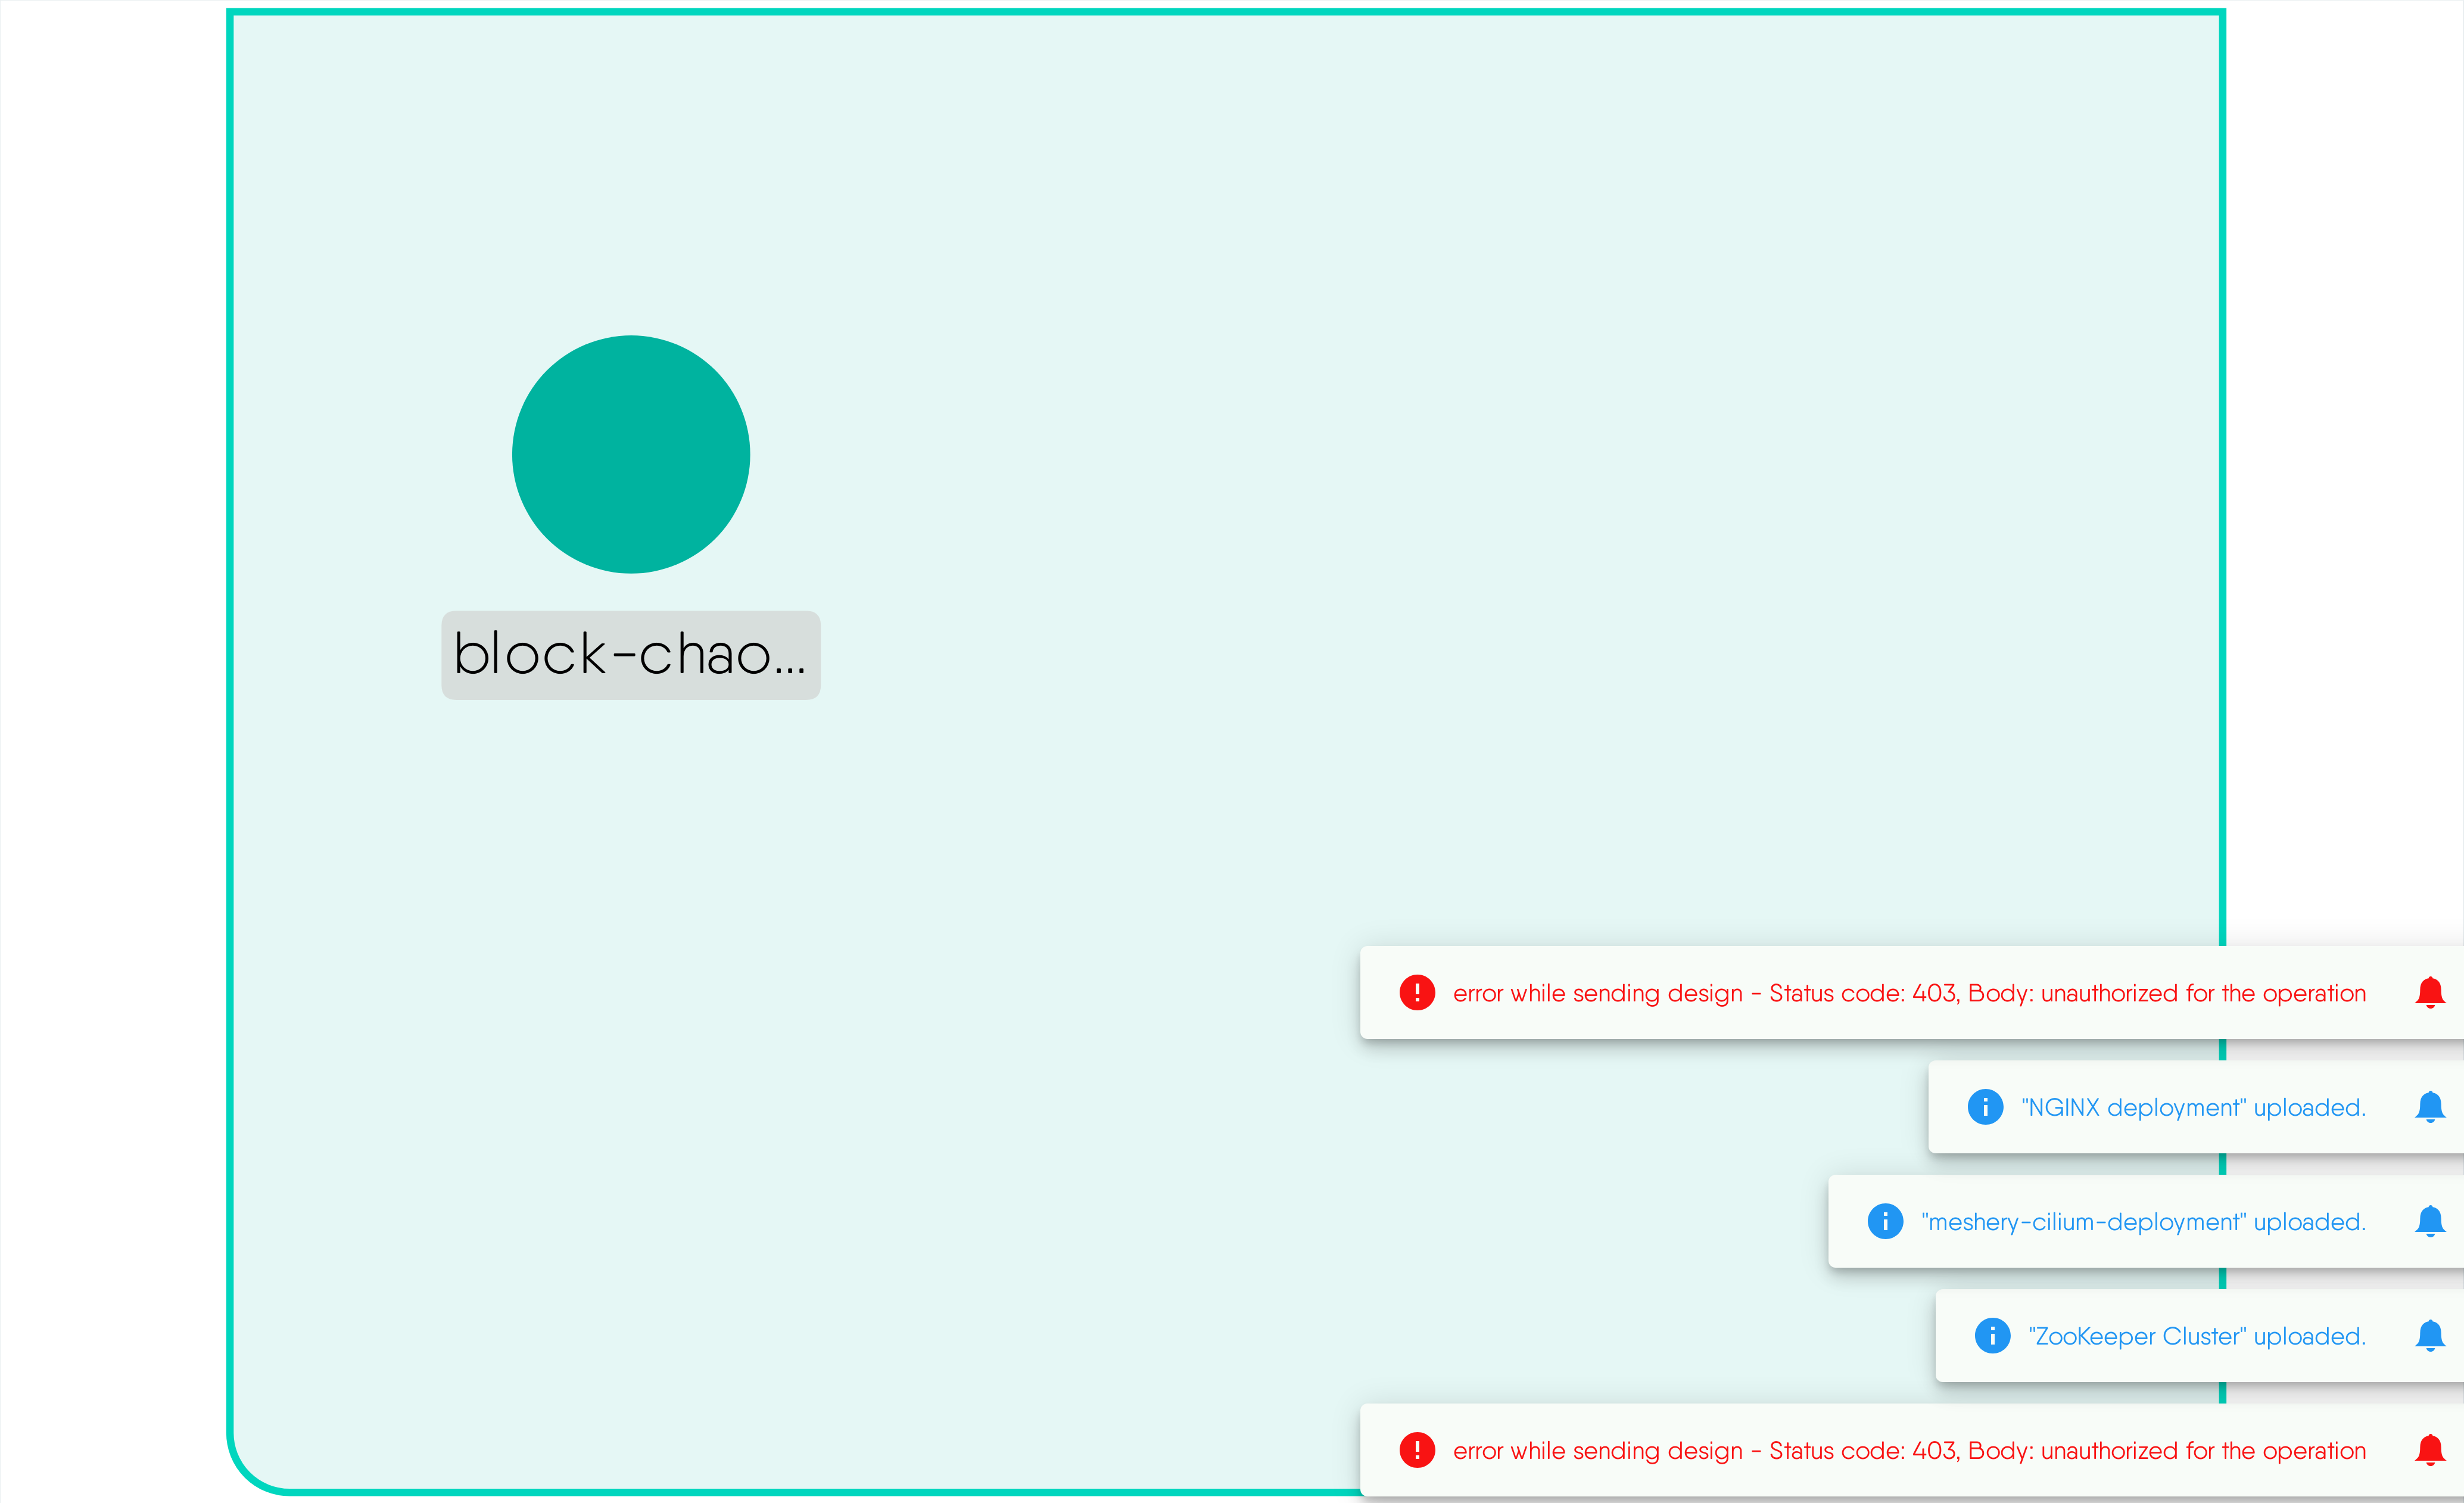 block-chao...
error while sending design - Status code: 403, Body: unauthorized for the operation
"NGINX deployment" uploaded.
"meshery-cilium-deployment" uploaded.
"ZooKeeper Cluster" uploaded.
error while sending design - Status code: 403, Body: unauthorized for the operation